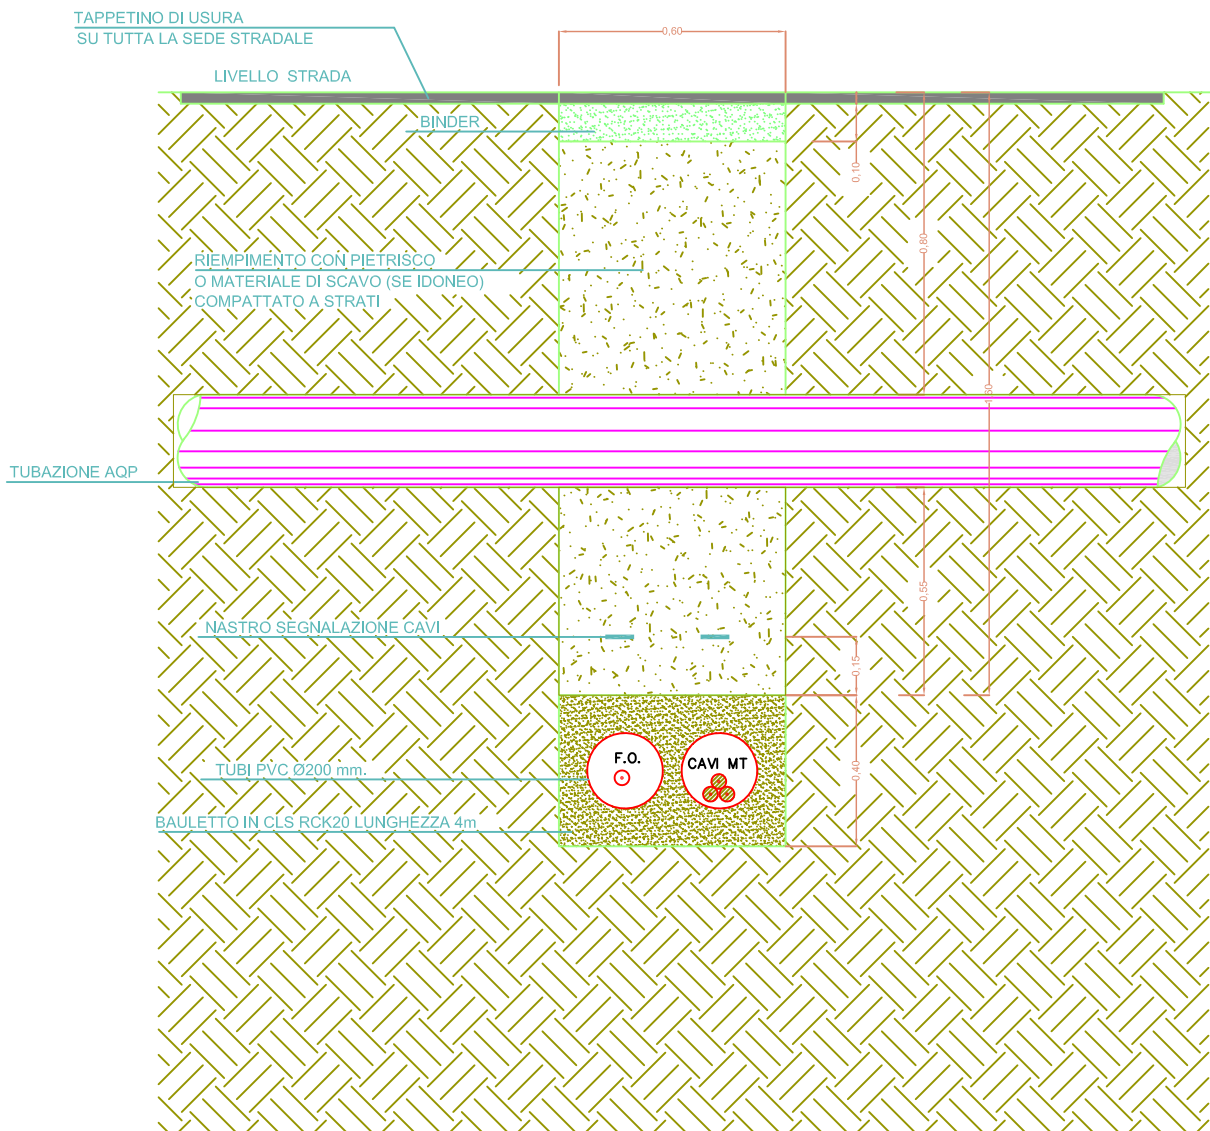 TAPPETINO DI USURA
SU TUTTA LA SEDE STRADALE
0,60
LIVELLO STRADA
BINDER
0,10
0,80
RIEMPIMENTO CON PIETRISCO
O MATERIALE DI SCAVO (SE IDONEO)
COMPATTATO A STRATI
1,60
TUBAZIONE AQP
0,55
NASTRO SEGNALAZIONE CAVI
0,15
F.O.
CAVI MT
TUBI PVC Ø200 mm.
0,40
BAULETTO IN CLS RCK20 LUNGHEZZA 4m